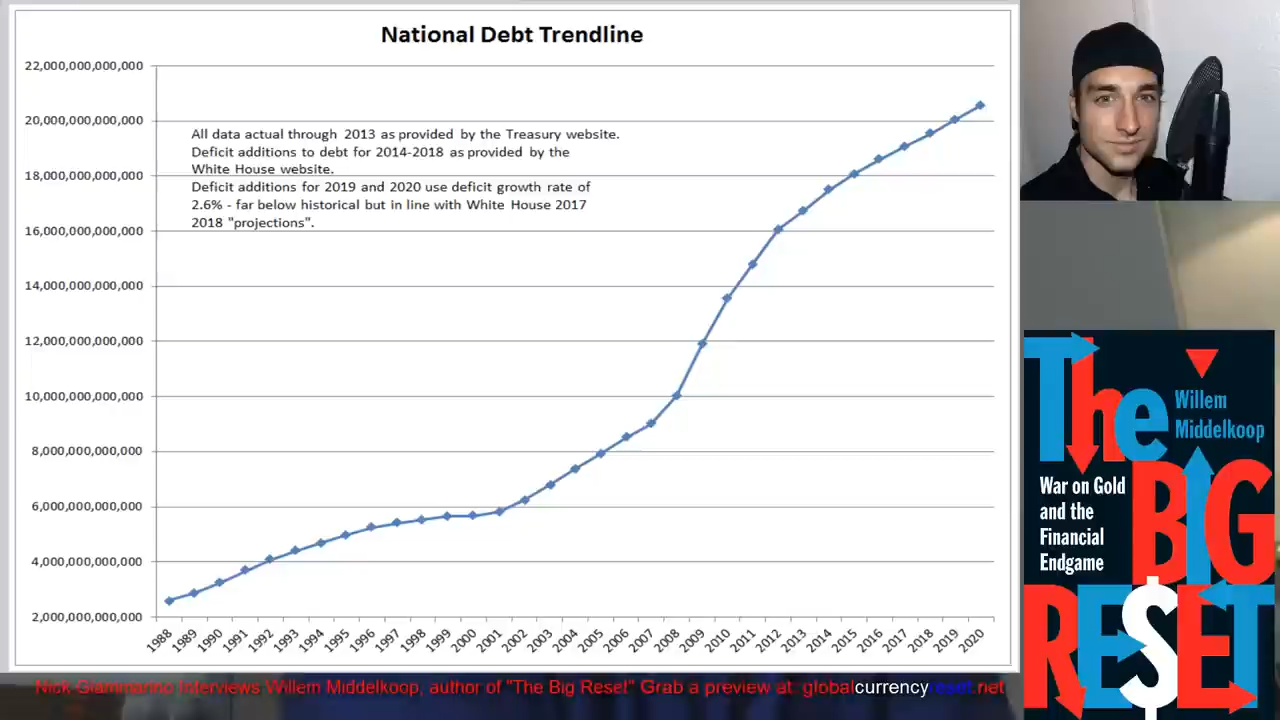 National Debt Trendline
22,000,000,000,000
20,000,000,000,000
18,000,000,000,000
16,000,000,000,000
14,000,000,000,000
12,000,000,000,000
10,000,000,000,000
8,000,000,000,000
6,000,000,000,000
4,000,000,000,000
2,000,000,000,000
All data actual through 2013 as provided by the Treasury website.
Deficit additions to debt for 2014-2018 as provided by the
White House website.
Deficit additions for 2019 and 2020 use deficit growth rate of
2.6% - far below historical but in line with White House 2017
2018 "projections".
1988 1989 1990 1991 1992 1993 1994 1995 1996 1997 1998 1999 2000 2001 2002 2003 2004 2005 2006 2007 2008 2009 2010 2011 2012 2013 2014 2015 2016 2017 2018 2019 2020
The
Willem
Middelkoop
War on Gold
and the
Financial
Endgame
BIG
RE$ET
Nick Giammarino Interviews Willem Middelkoop, author of "The Big Reset" Grab a preview at: globalcurrencyreset.net